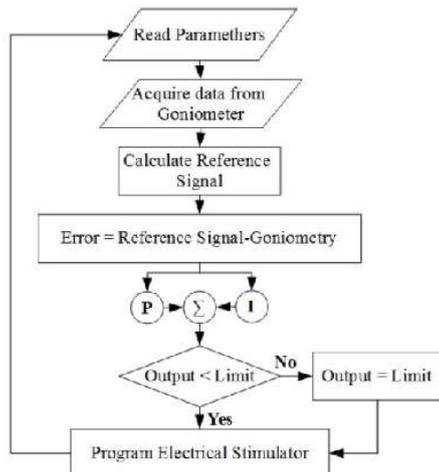 Read Paramethers
Acquire data from
Goniometer
Calculate Reference
Signal
Error = Reference Signal-Goniometry
P
∑
I
Output < Limit
No
Output = Limit
Yes
Program Electrical Stimulator